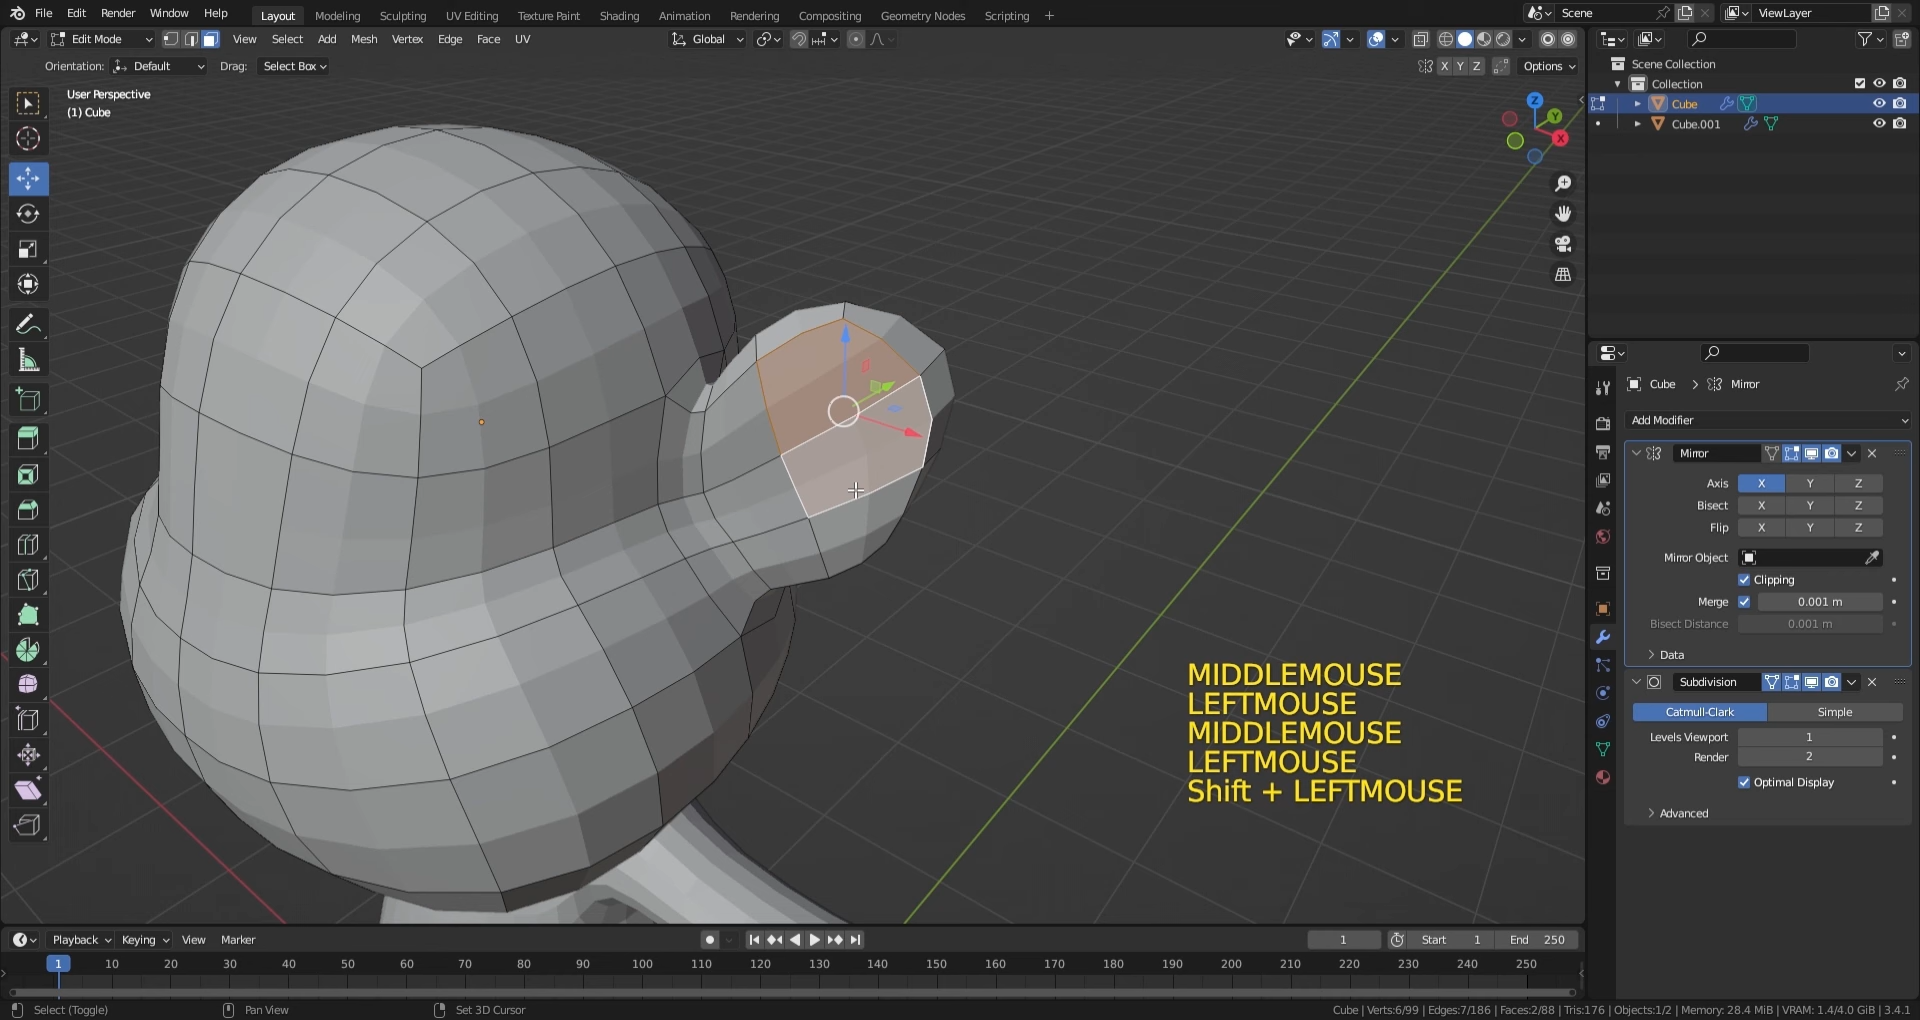 File Edit Render Window Help Layout Modeling Sculpting UV Editing Texture Paint Shading Animation Rendering Compositing Geometry Nodes Scripting + Scene ViewLayer
Edit Mode View Select Add Mesh Vertex Edge Face UV Global
Orientation: Default Drag: Select Box X Y Z Options
User Perspective
(1) Cube
Z
Y
X
Scene Collection
Collection
Cube
Cube.001
Cube > Mirror
Add Modifier
Mirror
Axis X Y Z
Bisect X Y Z
Flip X Y Z
Mirror Object
Clipping
Merge 0.001 m
Bisect Distance 0.001 m
Data
Subdivision
Catmull-Clark Simple
Levels Viewport 1
Render 2
Optimal Display
Advanced
MIDDLEMOUSE
LEFTMOUSE
MIDDLEMOUSE
LEFTMOUSE
Shift + LEFTMOUSE
Playback Keying View Marker 1 Start 1 End 250
1 10 20 30 40 50 60 70 80 90 100 110 120 130 140 150 160 170 180 190 200 210 220 230 240 250
Select (Toggle) Pan View Set 3D Cursor Cube | Verts:6/99 | Edges:7/186 | Faces:2/88 | Tris:176 | Objects:1/2 | Memory: 28.4 MiB | VRAM: 1.4/4.0 GiB | 3.4.1